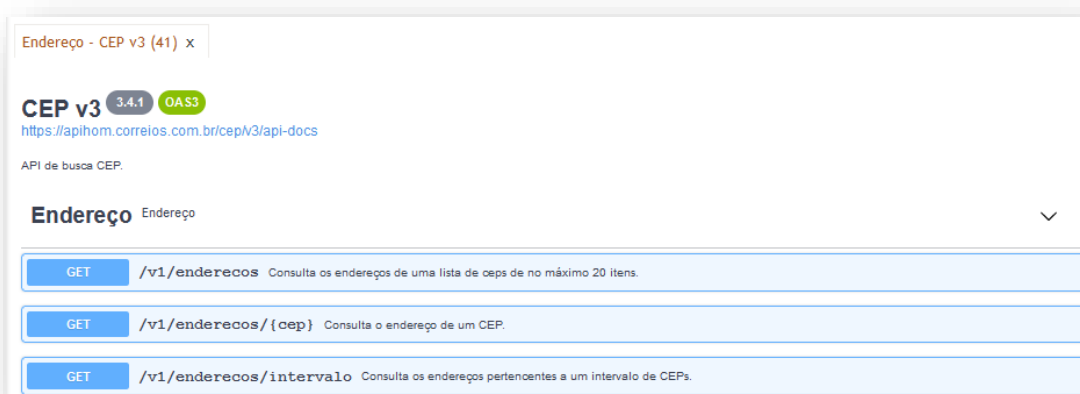 Endereço - CEP v3 (41) x
CEP v3 3.4.1 OAS3
https://apihom.correios.com.br/cep/v3/api-docs
API de busca CEP.
Endereço Endereço
GET /v1/enderecos Consulta os endereços de uma lista de ceps de no máximo 20 itens.
GET /v1/enderecos/{cep} Consulta o endereço de um CEP.
GET /v1/enderecos/intervalo Consulta os endereços pertencentes a um intervalo de CEPs.